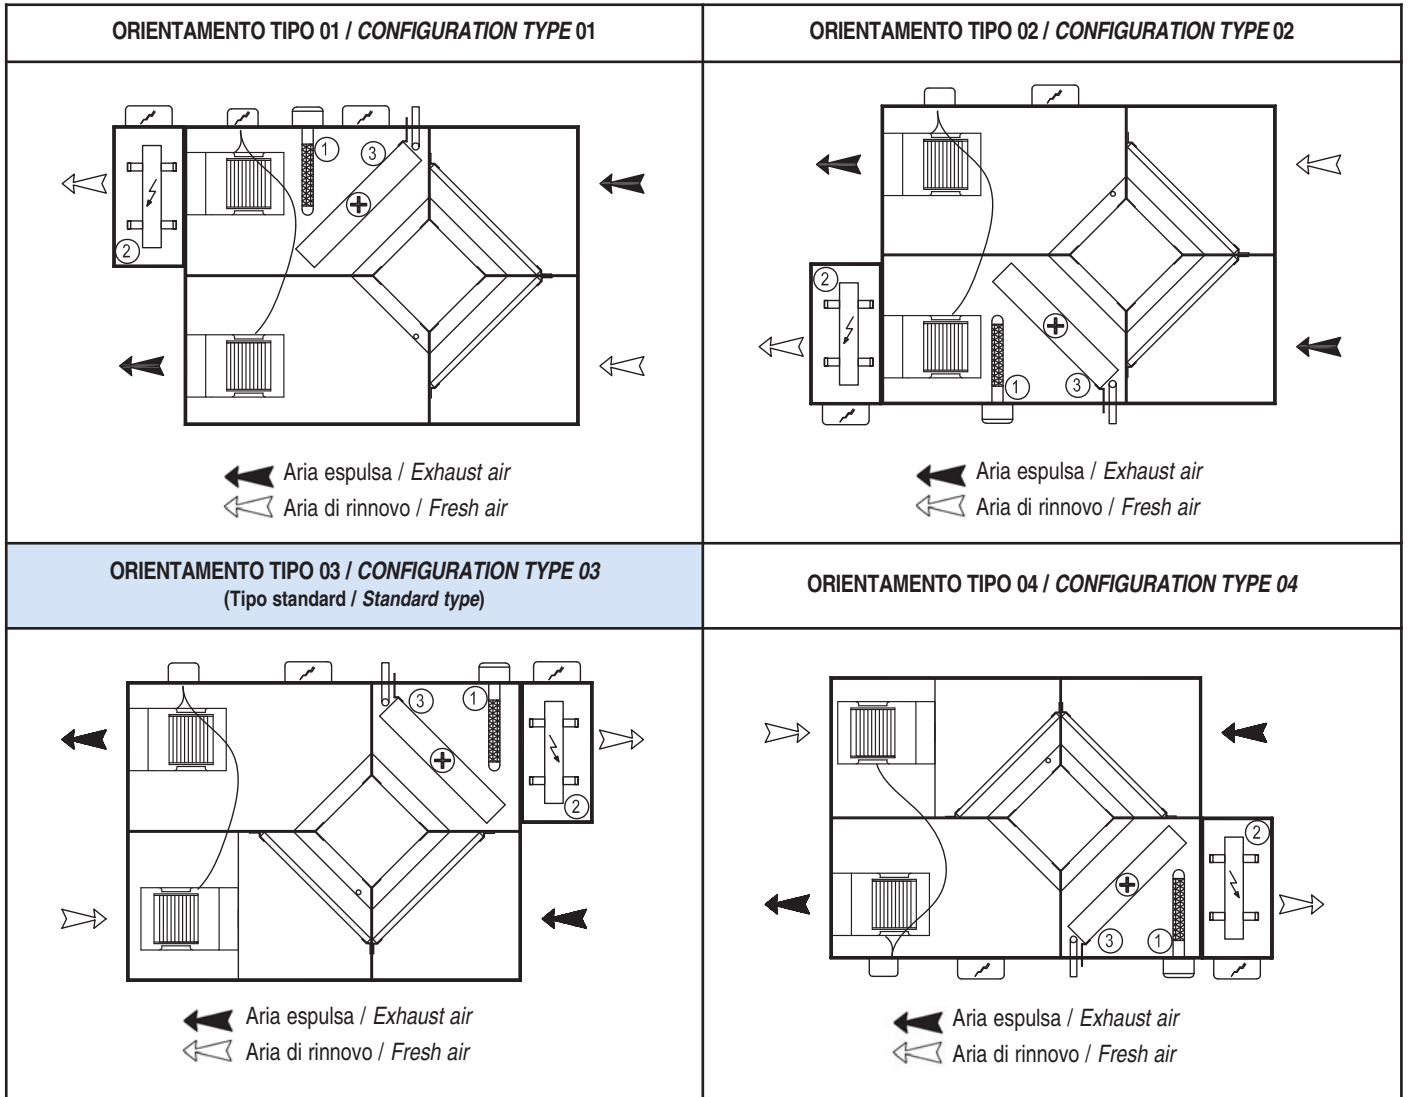 ORIENTAMENTO TIPO 01 / CONFIGURATION TYPE 01
1
3
2
Aria espulsa / Exhaust air
Aria di rinnovo / Fresh air
ORIENTAMENTO TIPO 02 / CONFIGURATION TYPE 02
2
1
3
Aria espulsa / Exhaust air
Aria di rinnovo / Fresh air
ORIENTAMENTO TIPO 03 / CONFIGURATION TYPE 03
(Tipo standard / Standard type)
3
1
2
Aria espulsa / Exhaust air
Aria di rinnovo / Fresh air
ORIENTAMENTO TIPO 04 / CONFIGURATION TYPE 04
2
3
1
Aria espulsa / Exhaust air
Aria di rinnovo / Fresh air